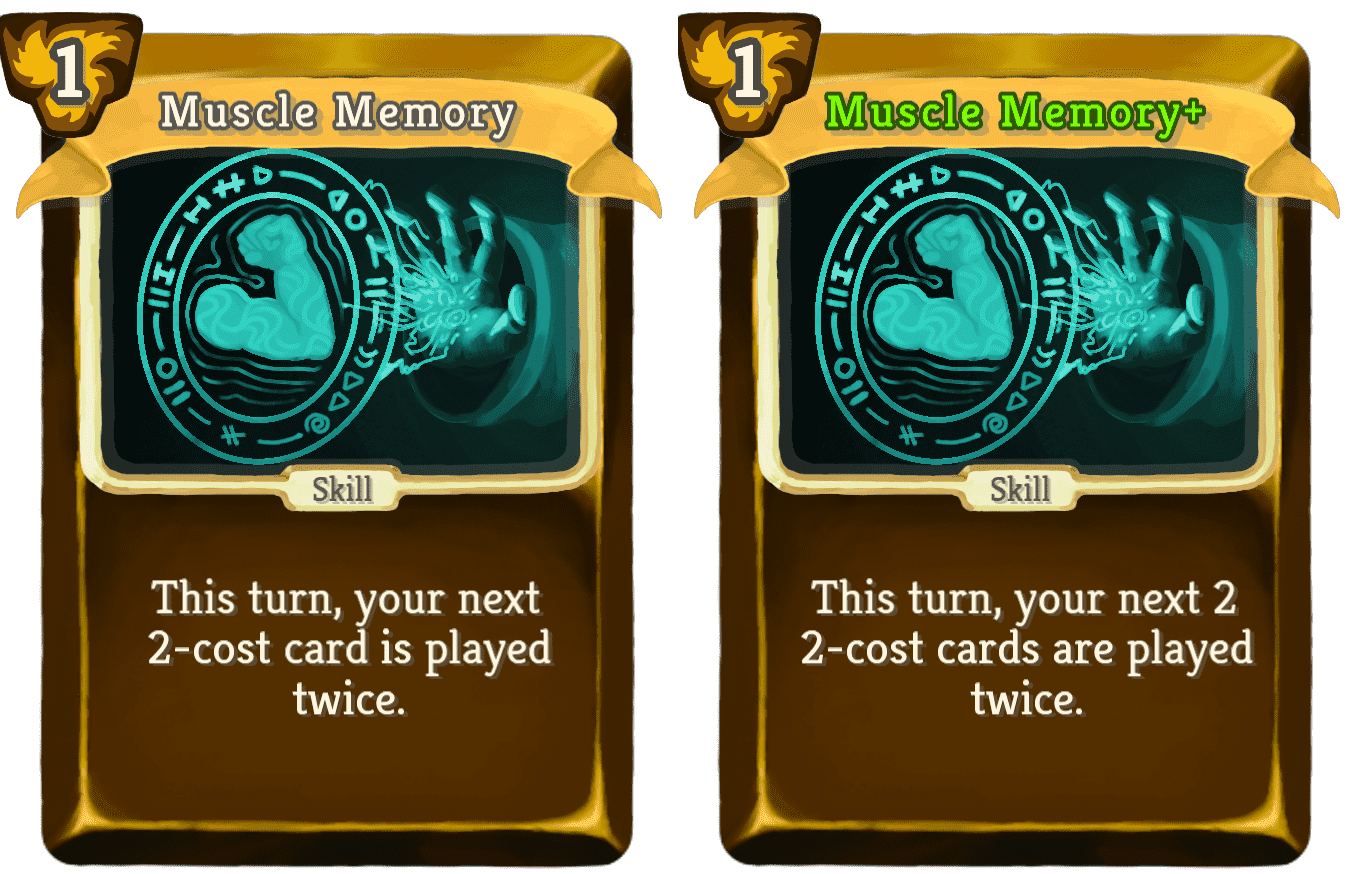 1
Muscle Memory
Skill
This turn, your next
2-cost card is played
twice.
1
Muscle Memory+
Skill
This turn, your next 2
2-cost cards are played
twice.